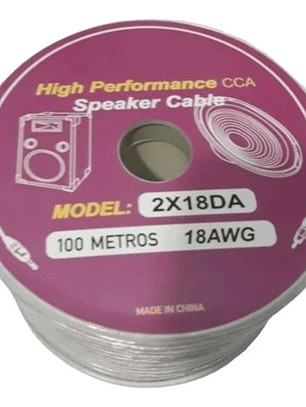 High Performance CCA
Speaker Cable
MODEL: 2X18DA
100 METROS 18AWG
MADE IN CHINA